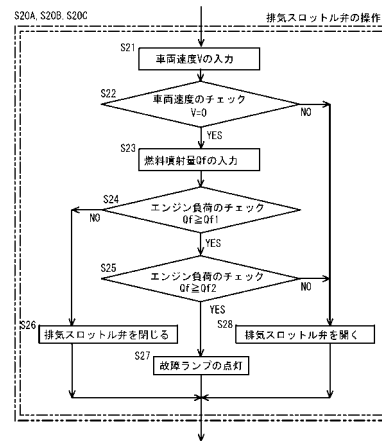 S20A, S20B, S20C
排気スロットル弁の操作
S21
車両速度Vの入力
S22
車両速度のチェック
V=0
NO
YES
S23
燃料噴射量Qfの入力
S24
エンジン負荷のチェック
Qf≧Qf1
NO
YES
S25
エンジン負荷のチェック
Qf≧Qf2
NO
YES
S26
排気スロットル弁を閉じる
S28
排気スロットル弁を開く
S27
故障ランプの点灯